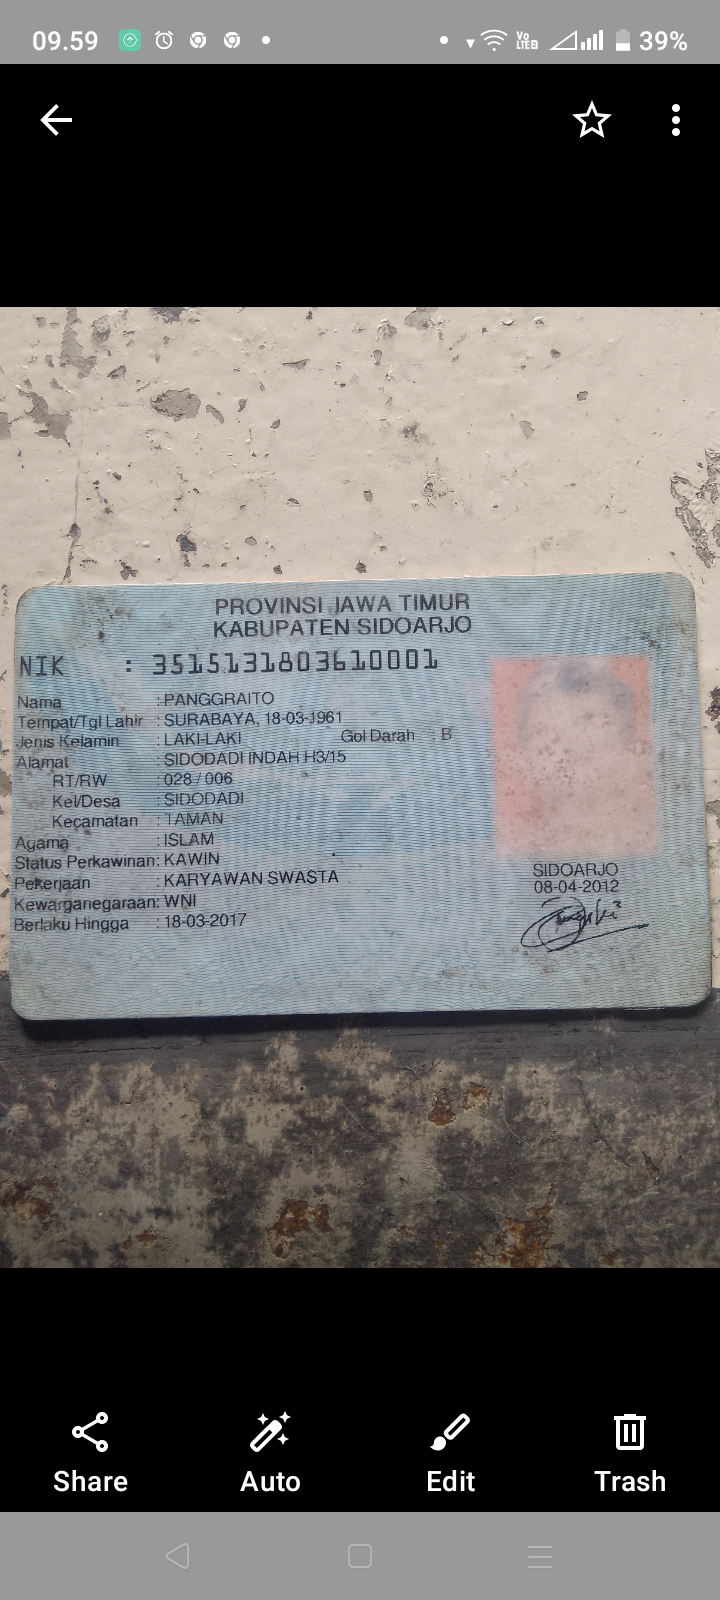 09.59
Vo
LTE
39%
PROVINSI JAWA TIMUR
KABUPATEN SIDOARJO
NIK : 3515131803610001
Nama : PANGGRAITO
Tempat/Tgl Lahir : SURABAYA, 18-03-1961
Jenis Kelamin : LAKI-LAKI Gol Darah : B
Alamat : SIDODADI INDAH H3/15
RT/RW : 028 / 006
Kel/Desa : SIDODADI
Kecamatan : TAMAN
Agama : ISLAM
Status Perkawinan: KAWIN
Pekerjaan : KARYAWAN SWASTA
Kewarganegaraan: WNI
Berlaku Hingga : 18-03-2017
SIDOARJO
08-04-2012
Share Auto Edit Trash